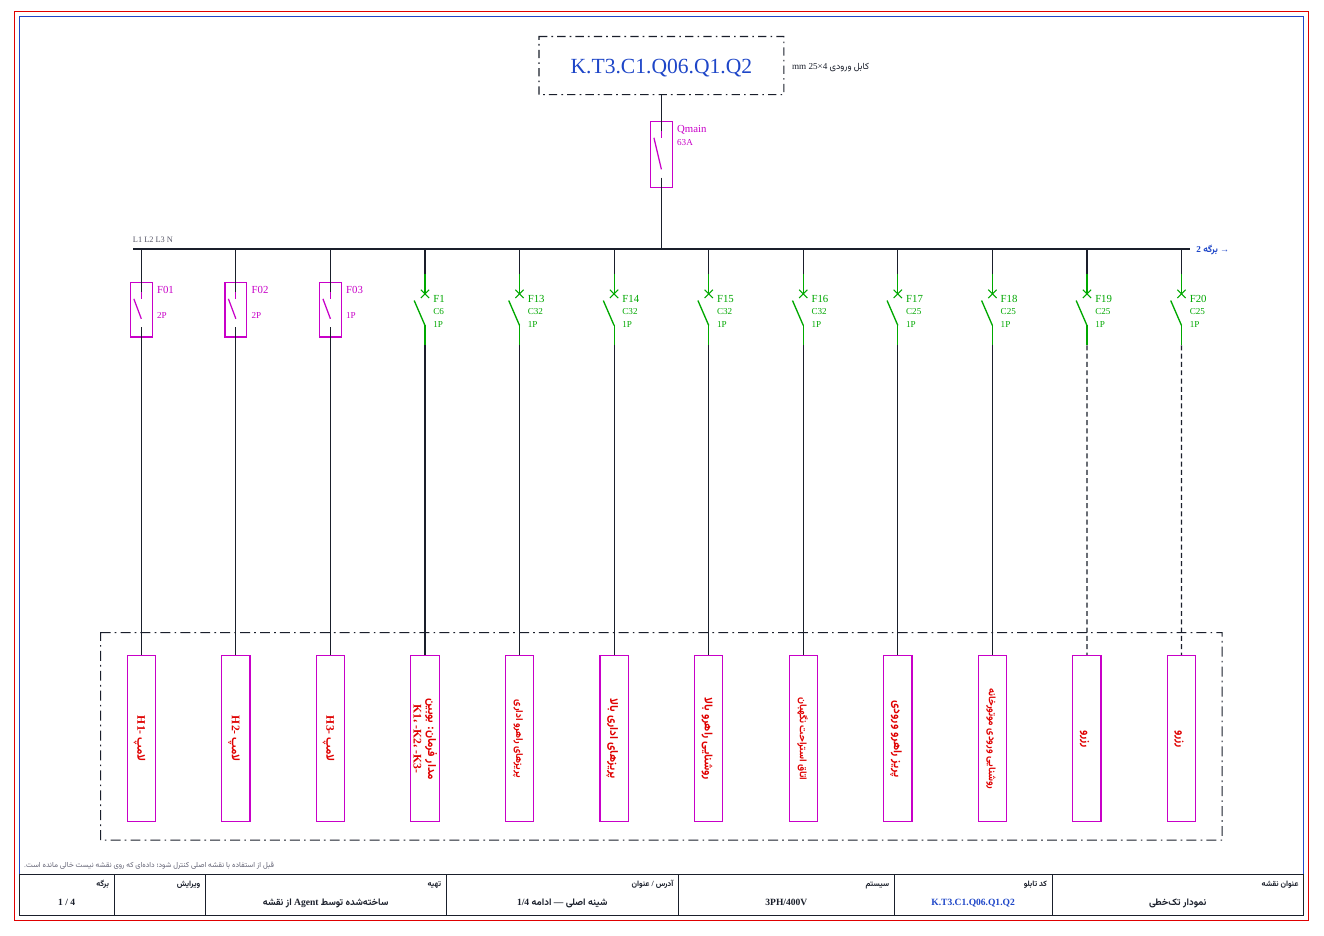 K.T3.C1.Q06.Q1.Q2
کابل ورودی 4×25 mm
Qmain
63A
L1 L2 L3 N
→ برگه 2
F01
2P
F02
2P
F03
1P
F1
C6
1P
F13
C32
1P
F14
C32
1P
F15
C32
1P
F16
C32
1P
F17
C25
1P
F18
C25
1P
F19
C25
1P
F20
C25
1P
لامپ -H1
لامپ -H2
لامپ -H3
مدار فرمان: بوبین
-K1، -K2، -K3
پریزهای راهرو اداری
پریزهای اداری بالا
روشنایی راهرو بالا
اتاق استراحت نگهبان
پریز راهرو ورودی
روشنایی ورودی موتورخانه
رزرو
رزرو
قبل از استفاده با نقشه اصلی کنترل شود؛ داده‌ای که روی نقشه نیست خالی مانده است.
عنوان نقشه
نمودار تک‌خطی
کد تابلو
K.T3.C1.Q06.Q1.Q2
سیستم
3PH/400V
آدرس / عنوان
شینه اصلی — ادامه 1/4
تهیه
ساخته‌شده توسط Agent از نقشه
ویرایش
برگه
1 / 4